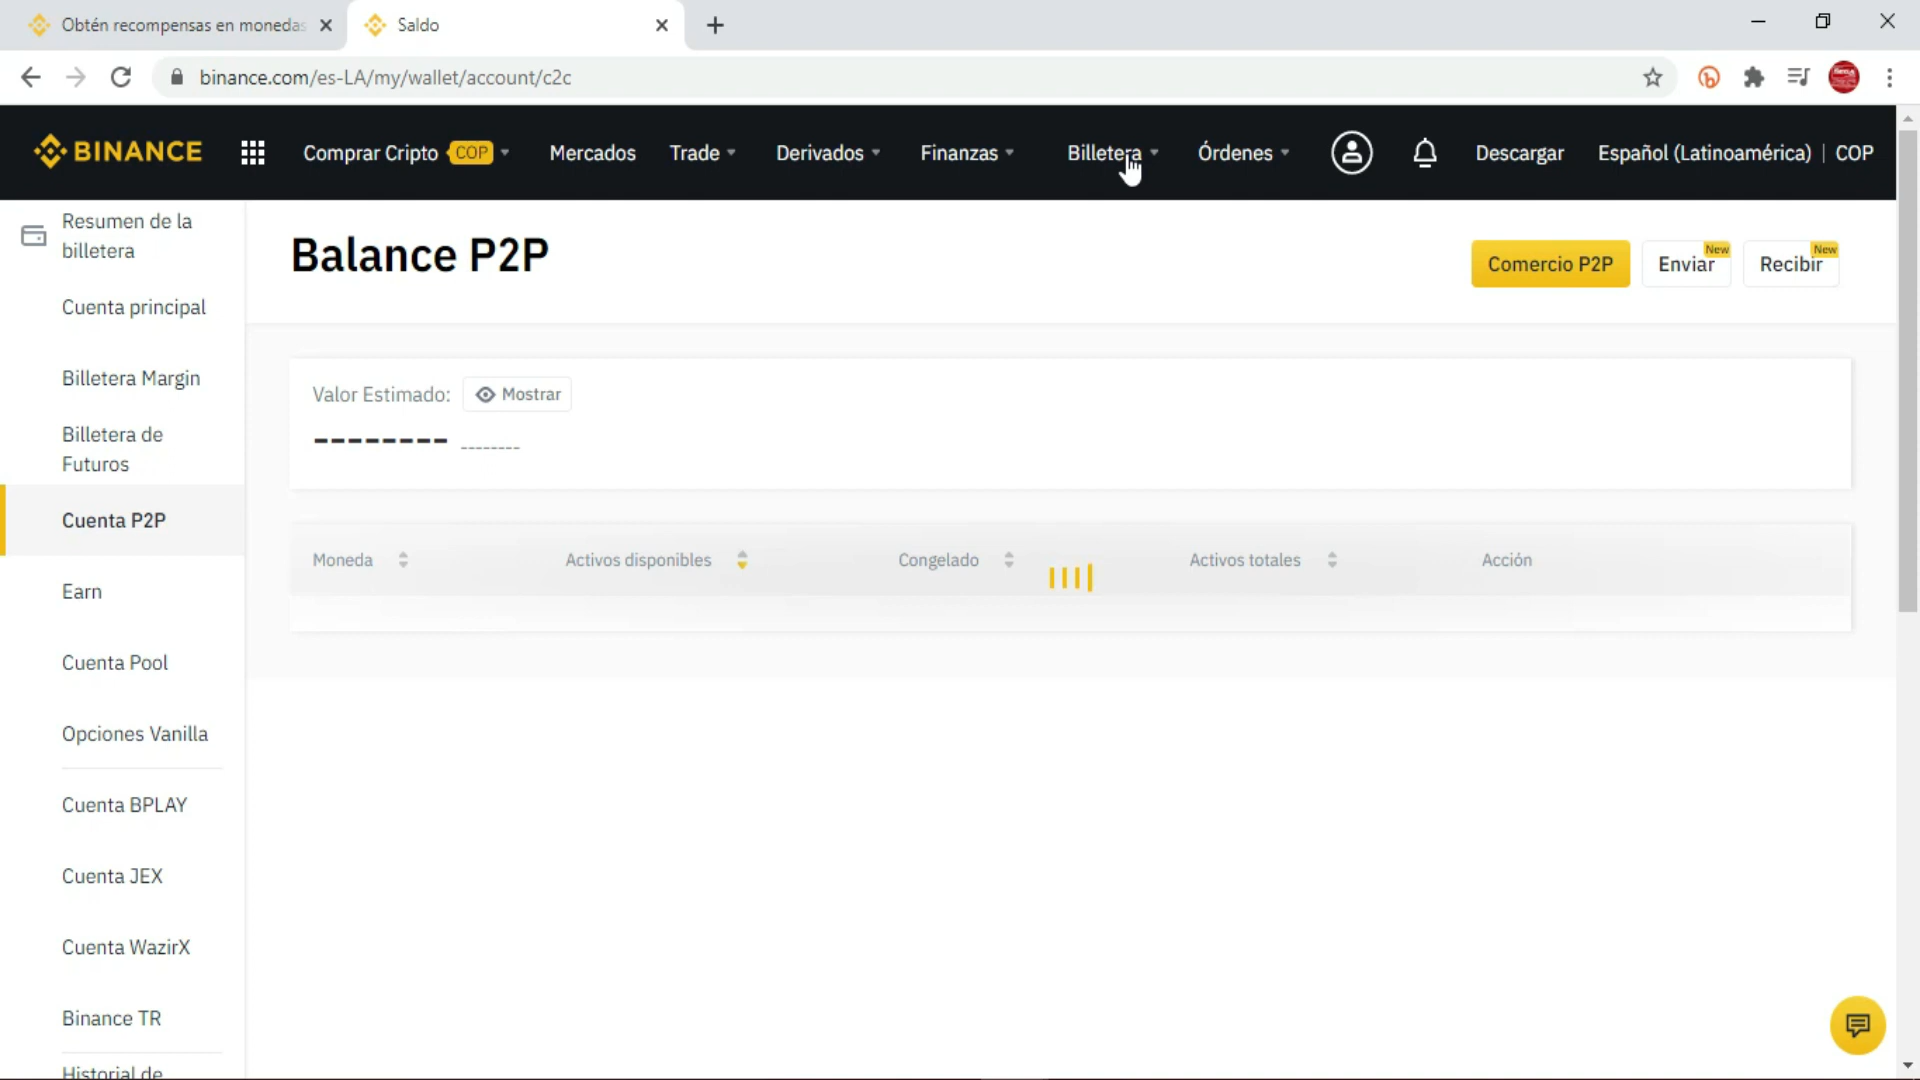 Obtén recompensas en monedas
Saldo
binance.com/es-LA/my/wallet/account/c2c
BINANCE
Comprar Cripto COP
Mercados
Trade
Derivados
Finanzas
Billetera
Órdenes
Descargar
Español (Latinoamérica) | COP
Resumen de la
billetera
Cuenta principal
Billetera Margin
Billetera de
Futuros
Cuenta P2P
Earn
Cuenta Pool
Opciones Vanilla
Cuenta BPLAY
Cuenta JEX
Cuenta WazirX
Binance TR
Historial de
Balance P2P
Comercio P2P
Enviar New
Recibir New
Valor Estimado: Mostrar
-------- --------
Moneda
Activos disponibles
Congelado
Activos totales
Acción